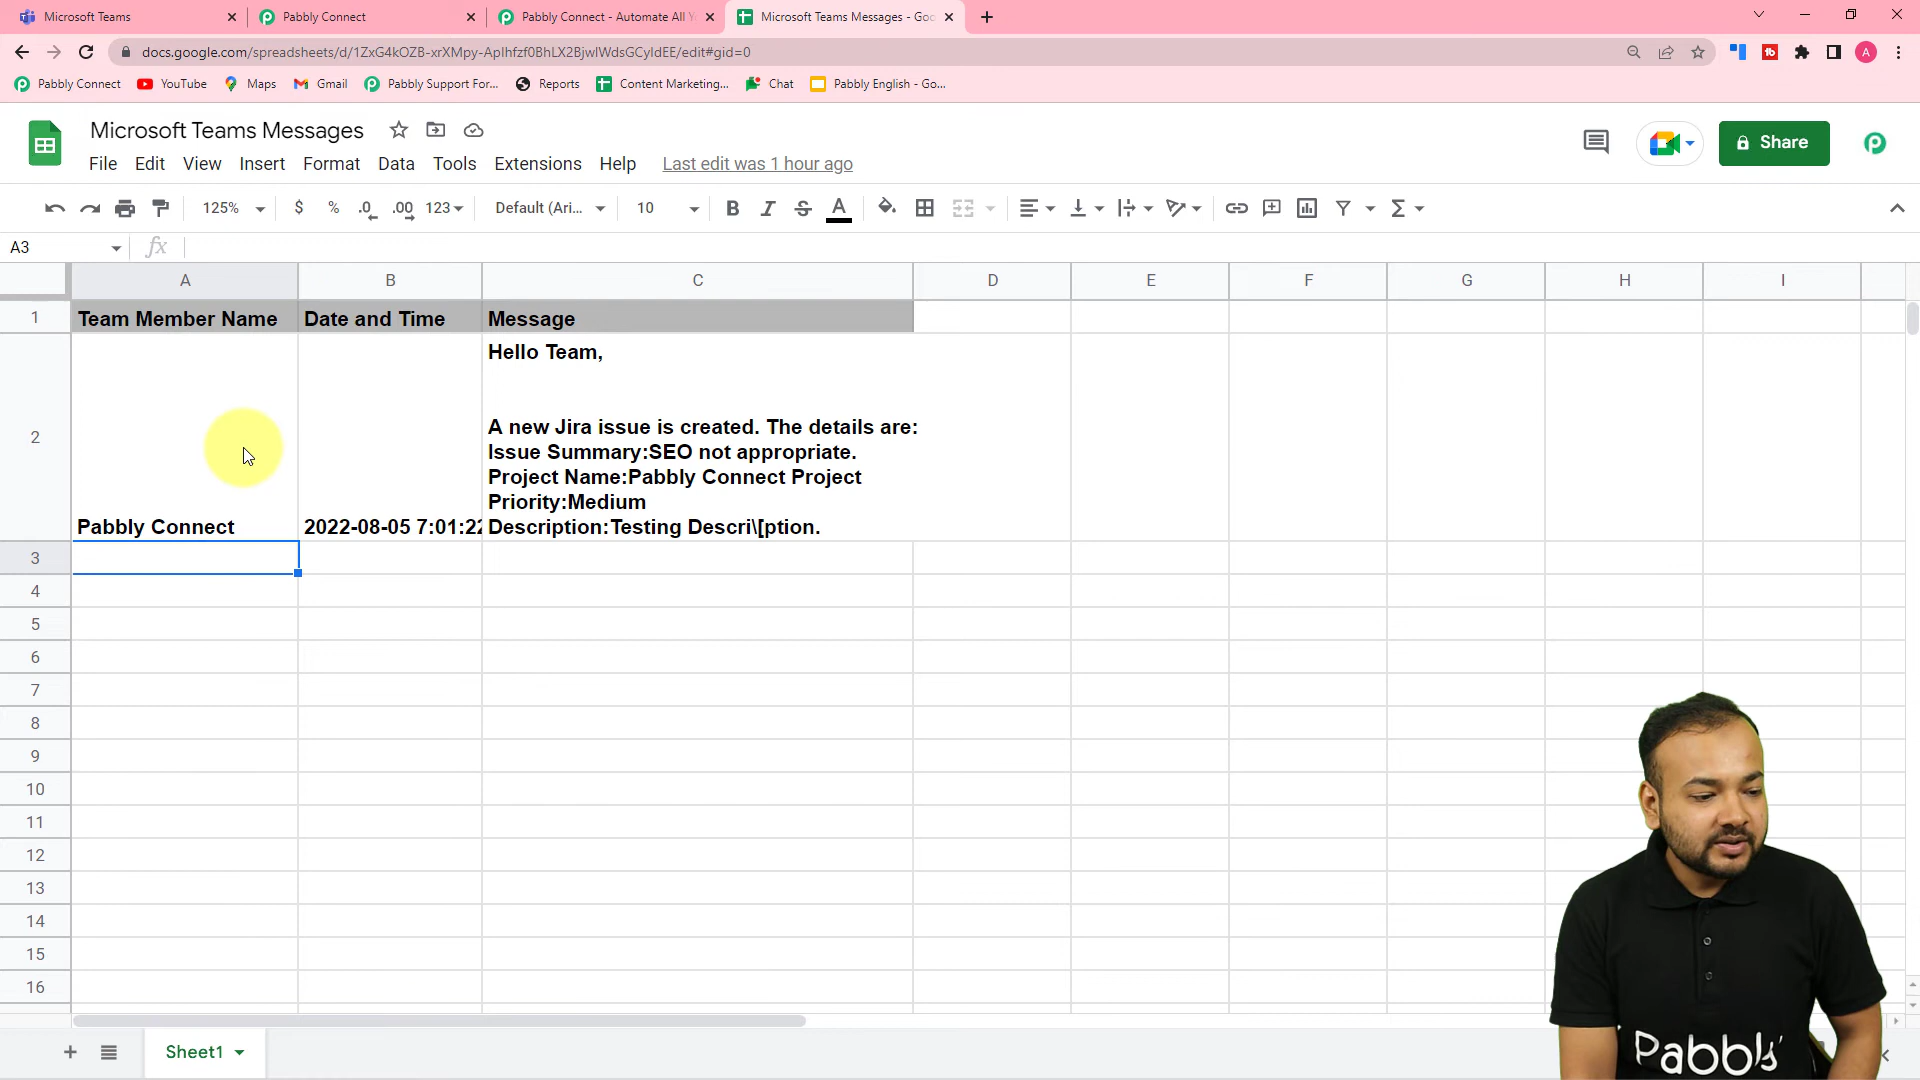 Microsoft Teams
Pabbly Connect
Pabbly Connect - Automate All Y
Microsoft Teams Messages - Goo
docs.google.com/spreadsheets/d/1ZxG4kOZB-xrXMpy-ApIhfzf0BhLX2BjwIWdsGCyIdEE/edit#gid=0
A
Pabbly Connect
YouTube
Maps
Gmail
Pabbly Support For...
Reports
Content Marketing...
Chat
Pabbly English - Go...
Microsoft Teams Messages
Share
File Edit View Insert Format Data Tools Extensions Help Last edit was 1 hour ago
125% $ % .0 .00 123 Default (Ari... 10 B I S A Σ
A3 fx
A B C D E F G H I
1 Team Member Name Date and Time Message
Hello Team,
A new Jira issue is created. The details are:
2 Issue Summary:SEO not appropriate.
Project Name:Pabbly Connect Project
Priority:Medium
Pabbly Connect 2022-08-05 7:01:22 Description:Testing Descri\[ption.
3
4
5
6
7
8
9
10
11
12
13
14
15
16
Sheet1
Pabbly